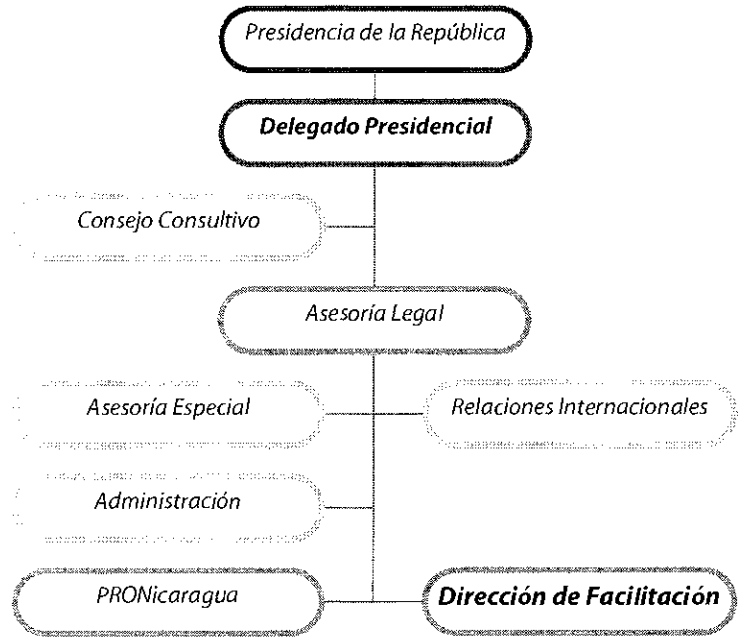 Presidencia de la República
Delegado Presidencial
Consejo Consultivo
Asesoría Legal
Asesoría Especial
Relaciones Internacionales
Administración
PRONicaragua
Dirección de Facilitación